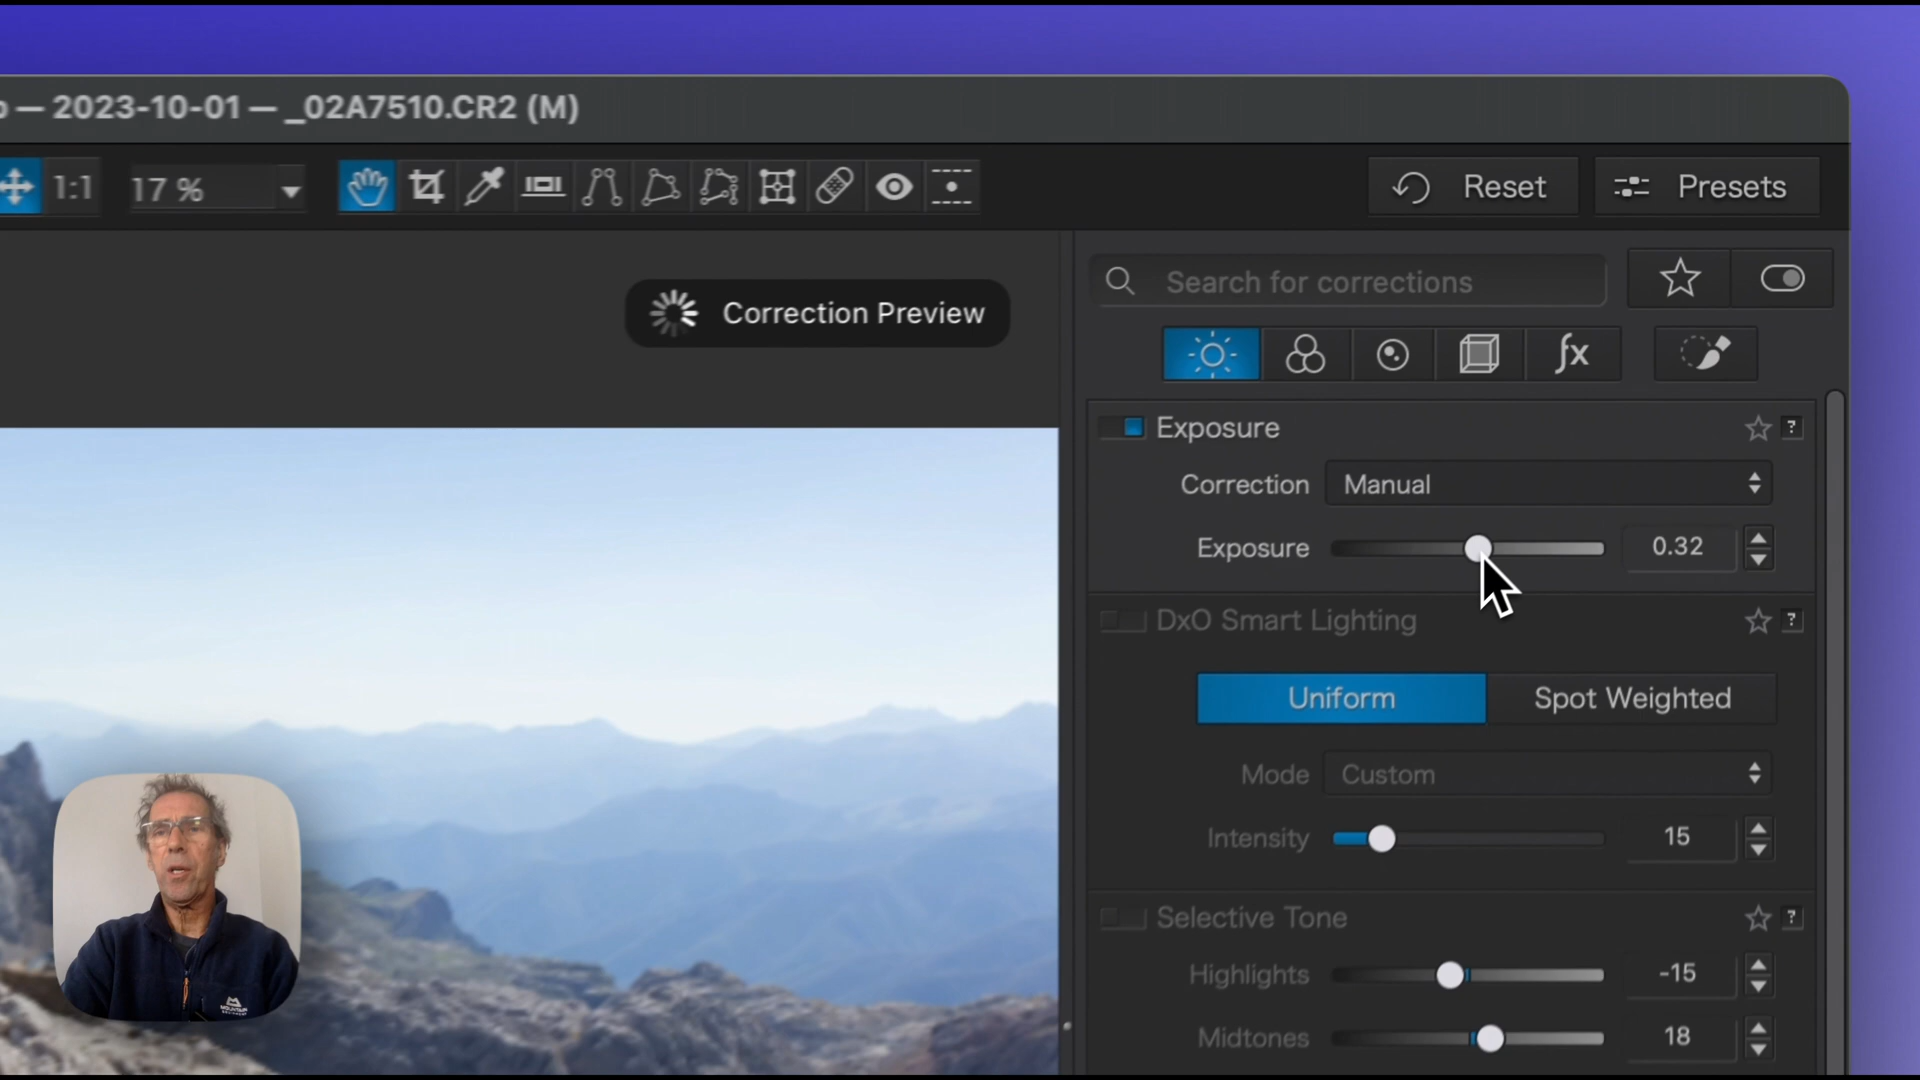 — 2023-10-01 — _02A7510.CR2 (M)
1:1
17 %
Reset
Presets
Correction Preview
Search for corrections
fx
Exposure
?
Correction
Manual
Exposure
0.32
DxO Smart Lighting
?
Uniform
Spot Weighted
Mode
Custom
Intensity
15
Selective Tone
?
Highlights
-15
Midtones
18